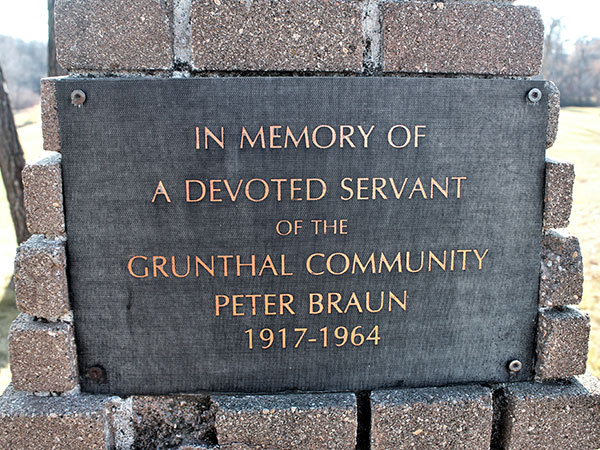 IN MEMORY OF
A DEVOTED SERVANT
OF THE
GRUNTHAL COMMUNITY
PETER BRAUN
1917-1964